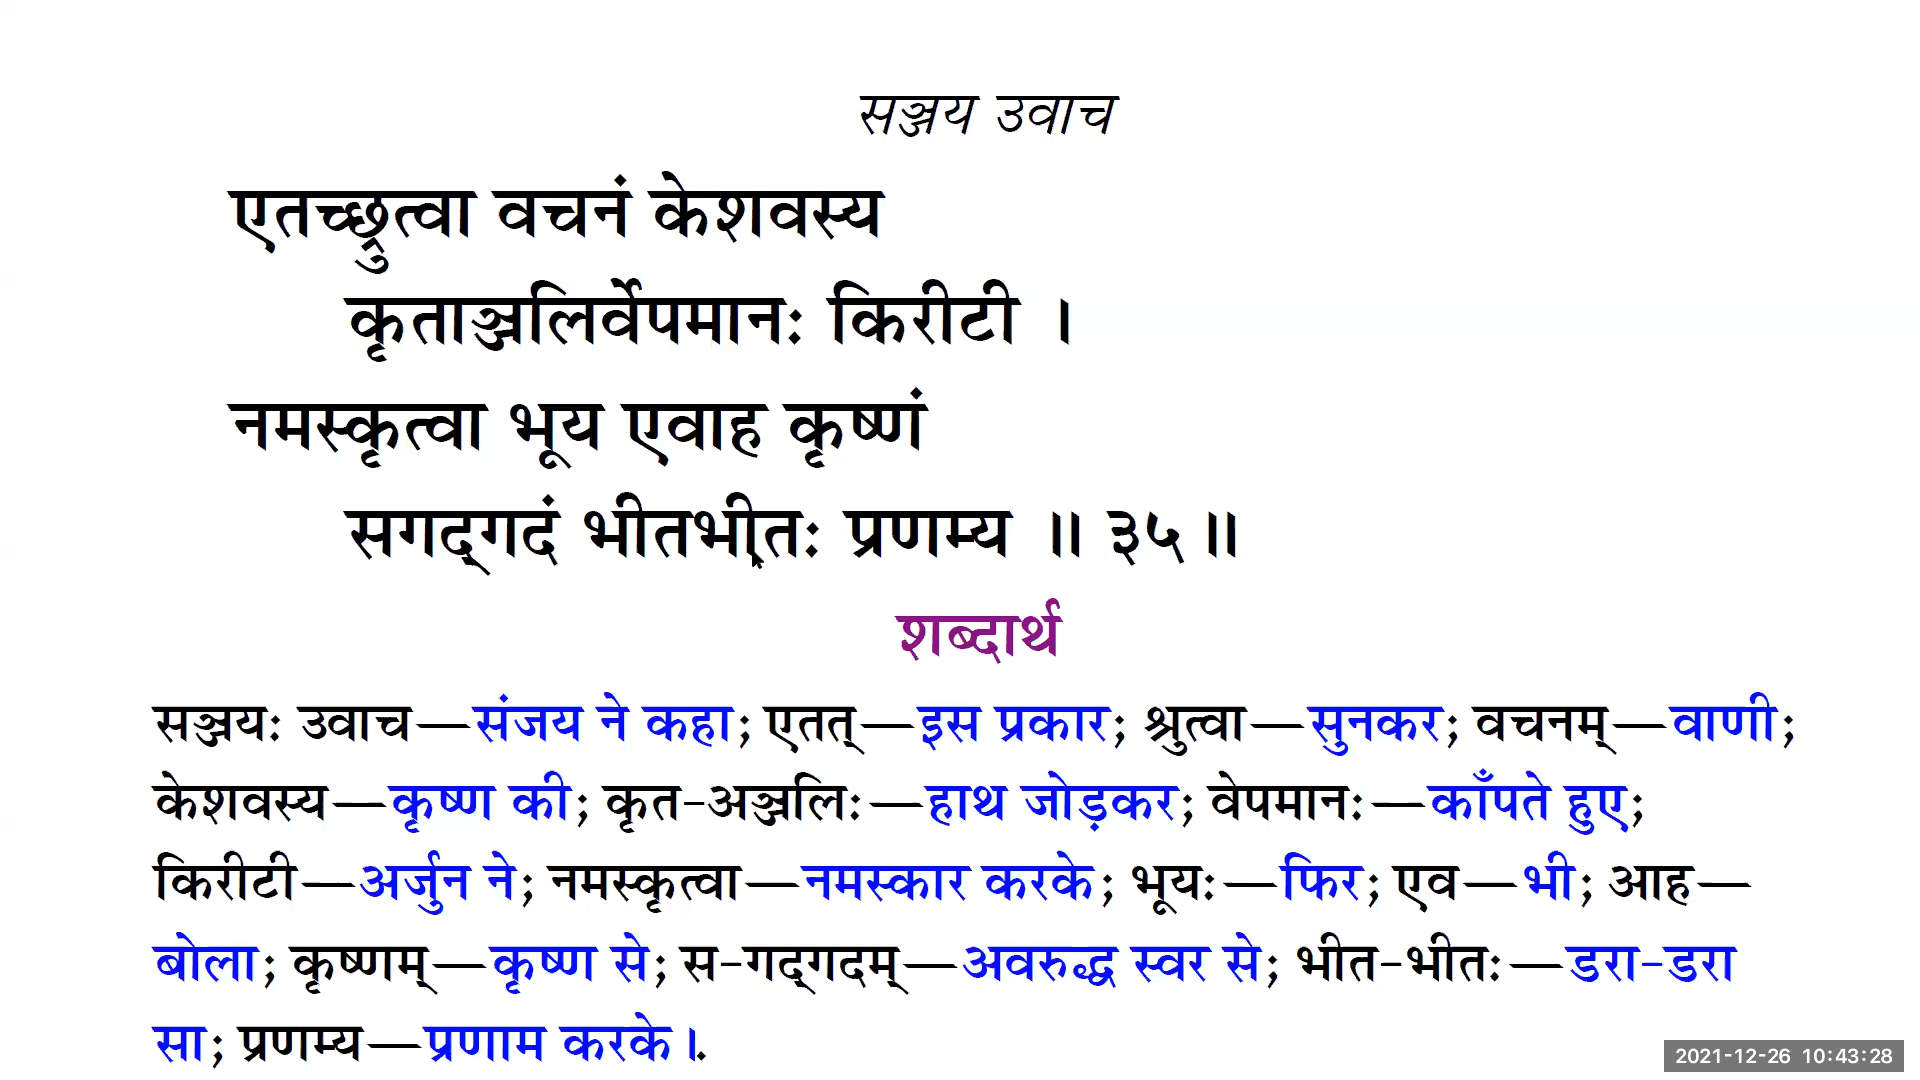 सञ्जय उवाच
एतच्छ्रुत्वा वचनं केशवस्य
कृताञ्जलिर्वेपमानः किरीटी ।
नमस्कृत्वा भूय एवाह कृष्णं
सगद्‍गदं भीतभीतः प्रणम्य ॥ ३५ ॥
शब्दार्थ
सञ्जयः उवाच—संजय ने कहा; एतत्—इस प्रकार; श्रुत्वा—सुनकर; वचनम्—वाणी;
केशवस्य—कृष्ण की; कृत-अञ्जलिः—हाथ जोड़कर; वेपमानः—काँपते हुए;
किरीटी—अर्जुन ने; नमस्कृत्वा—नमस्कार करके; भूयः—फिर; एव—भी; आह—
बोला; कृष्णम्—कृष्ण से; स-गद्‍गदम्—अवरुद्ध स्वर से; भीत-भीतः—डरा-डरा
सा; प्रणम्य—प्रणाम करके।.
2021-12-26 10:43:28